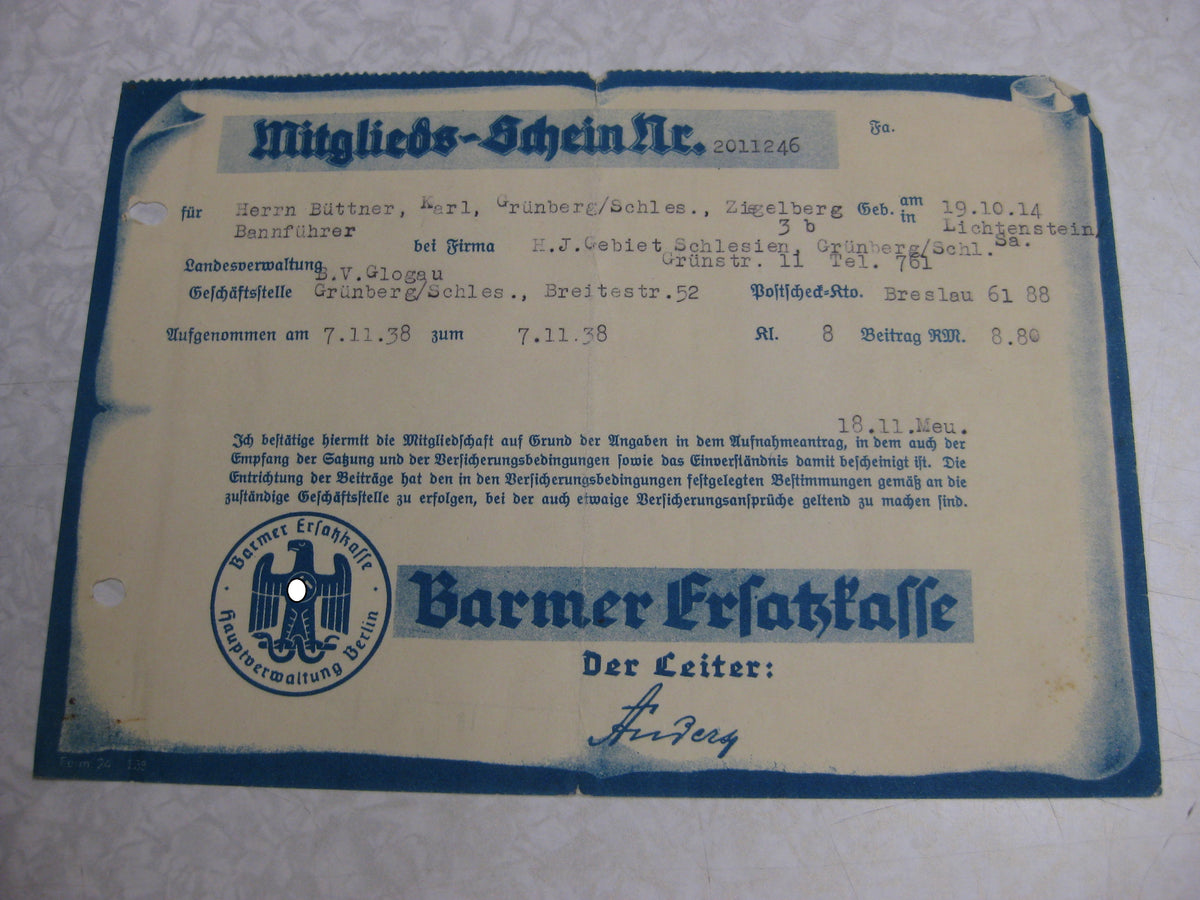 Mitglieds-Schein Nr. 2011246 Fa.
für Herrn Büttner, Karl, Grünberg/Schles., Ziegelberg 3 b Geb. am in 19.10.14 Lichtenstein, Sa.
Bannführer bei Firma H.J.Gebiet Schlesien, Grünberg/Schl.
Grünstr. 11 Tel. 761
Landesverwaltung B.V.Glogau
Geschäftsstelle Grünberg/Schles., Breitestr.52 Postscheck-Kto. Breslau 61 88
Aufgenommen am 7.11.38 zum 7.11.38 Kl. 8 Beitrag RM. 8.80
18.11.Meu.
Ich bestätige hiermit die Mitgliedschaft auf Grund der Angaben in dem Aufnahmeantrag, in dem auch der
Empfang der Satzung und der Versicherungsbedingungen sowie das Einverständnis damit bescheinigt ist. Die
Entrichtung der Beiträge hat den in den Versicherungsbedingungen festgelegten Bestimmungen gemäß an die
zuständige Geschäftsstelle zu erfolgen, bei der auch etwaige Versicherungsansprüche geltend zu machen sind.
Barmer Ersatzkasse
Hauptverwaltung Berlin
Barmer Ersatzkasse
Der Leiter:
Form 24